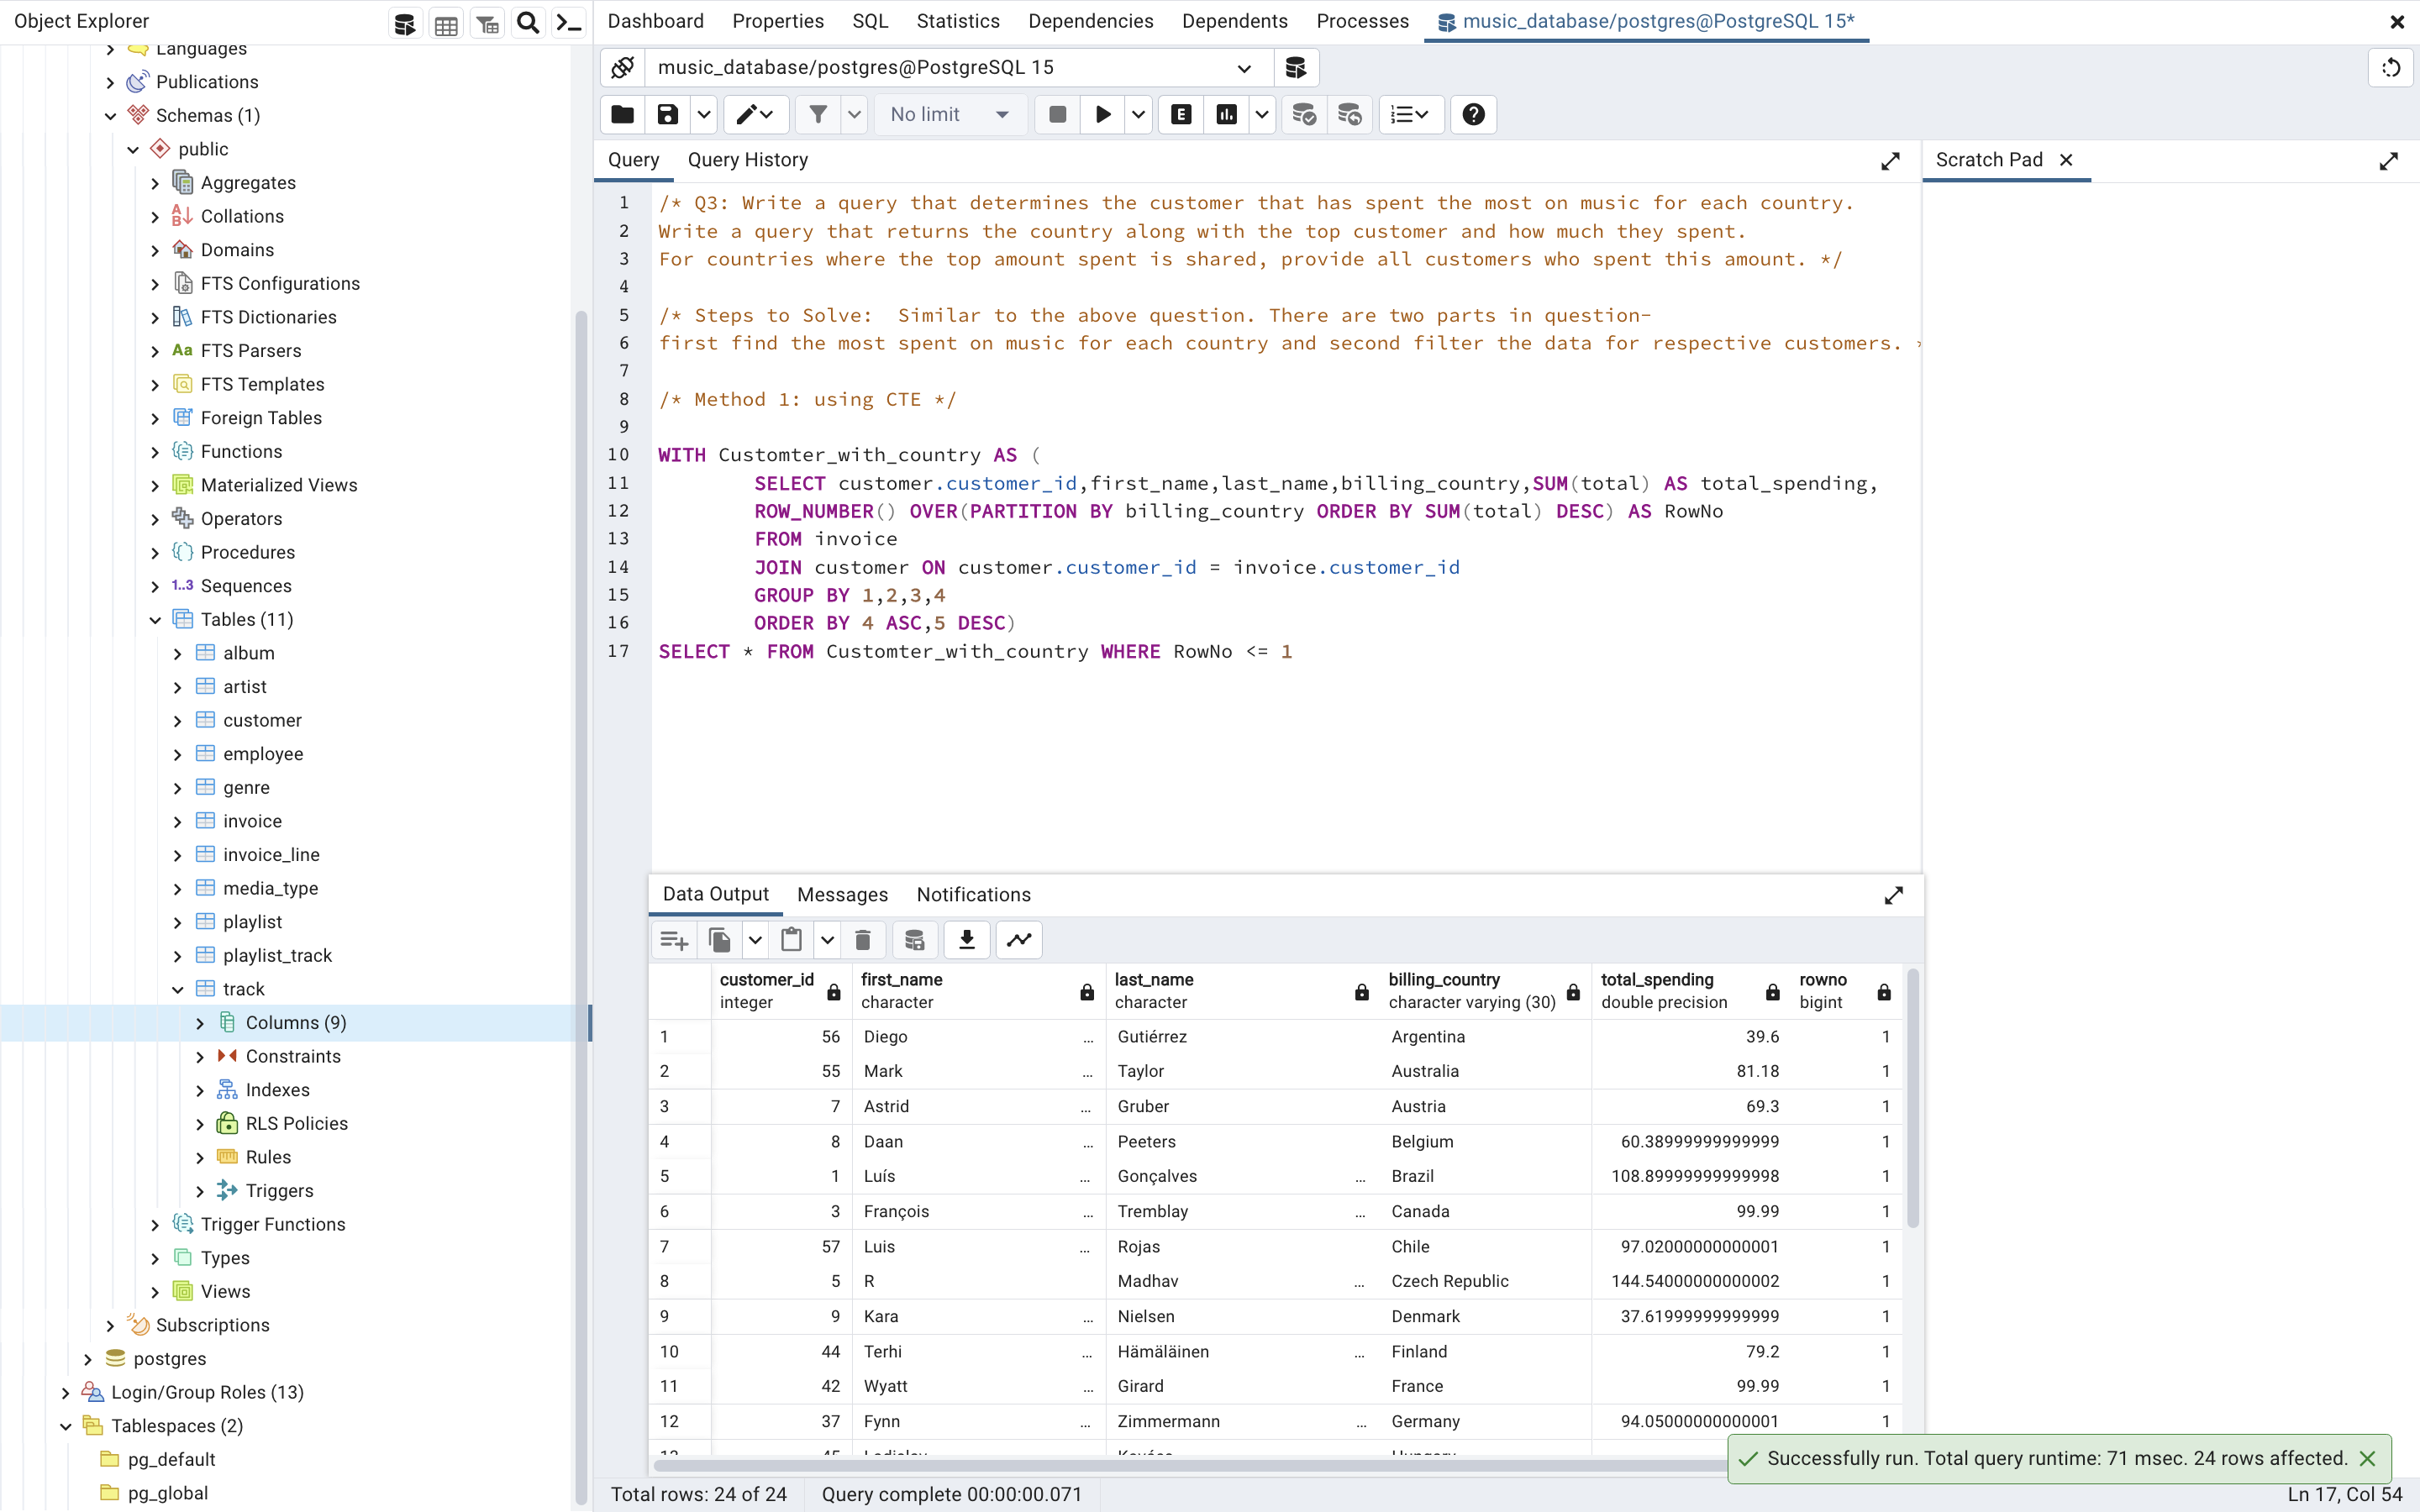 Object Explorer
Languages
Publications
Schemas (1)
public
Aggregates
Collations
Domains
FTS Configurations
FTS Dictionaries
Aa FTS Parsers
FTS Templates
Foreign Tables
Functions
Materialized Views
Operators
Procedures
1..3 Sequences
Tables (11)
album
artist
customer
employee
genre
invoice
invoice_line
media_type
playlist
playlist_track
track
Columns (9)
Constraints
Indexes
RLS Policies
Rules
Triggers
Trigger Functions
Types
Views
Subscriptions
postgres
Login/Group Roles (13)
Tablespaces (2)
pg_default
pg_global
Dashboard Properties SQL Statistics Dependencies Dependents Processes music_database/postgres@PostgreSQL 15*
music_database/postgres@PostgreSQL 15
No limit E
Query Query History
Scratch Pad
1 /* Q3: Write a query that determines the customer that has spent the most on music for each country.
2 Write a query that returns the country along with the top customer and how much they spent.
3 For countries where the top amount spent is shared, provide all customers who spent this amount. */
4
5 /* Steps to Solve:  Similar to the above question. There are two parts in question-
6 first find the most spent on music for each country and second filter the data for respective customers.
7
8 /* Method 1: using CTE */
9
10 WITH Customter_with_country AS (
11 SELECT customer.customer_id,first_name,last_name,billing_country,SUM(total) AS total_spending,
12 ROW_NUMBER() OVER(PARTITION BY billing_country ORDER BY SUM(total) DESC) AS RowNo
13 FROM invoice
14 JOIN customer ON customer.customer_id = invoice.customer_id
15 GROUP BY 1,2,3,4
16 ORDER BY 4 ASC,5 DESC)
17 SELECT * FROM Customter_with_country WHERE RowNo <= 1
Data Output Messages Notifications
customer_id first_name last_name billing_country total_spending rowno
integer character character character varying (30) double precision bigint
1 56 Diego ... Gutiérrez Argentina 39.6 1
2 55 Mark ... Taylor Australia 81.18 1
3 7 Astrid ... Gruber Austria 69.3 1
4 8 Daan ... Peeters Belgium 60.38999999999999 1
5 1 Luís ... Gonçalves ... Brazil 108.89999999999998 1
6 3 François ... Tremblay ... Canada 99.99 1
7 57 Luis ... Rojas Chile 97.02000000000001 1
8 5 R Madhav ... Czech Republic 144.54000000000002 1
9 9 Kara ... Nielsen Denmark 37.61999999999999 1
10 44 Terhi ... Hämäläinen ... Finland 79.2 1
11 42 Wyatt ... Girard France 99.99 1
12 37 Fynn ... Zimmermann ... Germany 94.05000000000001 1
Successfully run. Total query runtime: 71 msec. 24 rows affected.
Total rows: 24 of 24 Query complete 00:00:00.071 Ln 17, Col 54